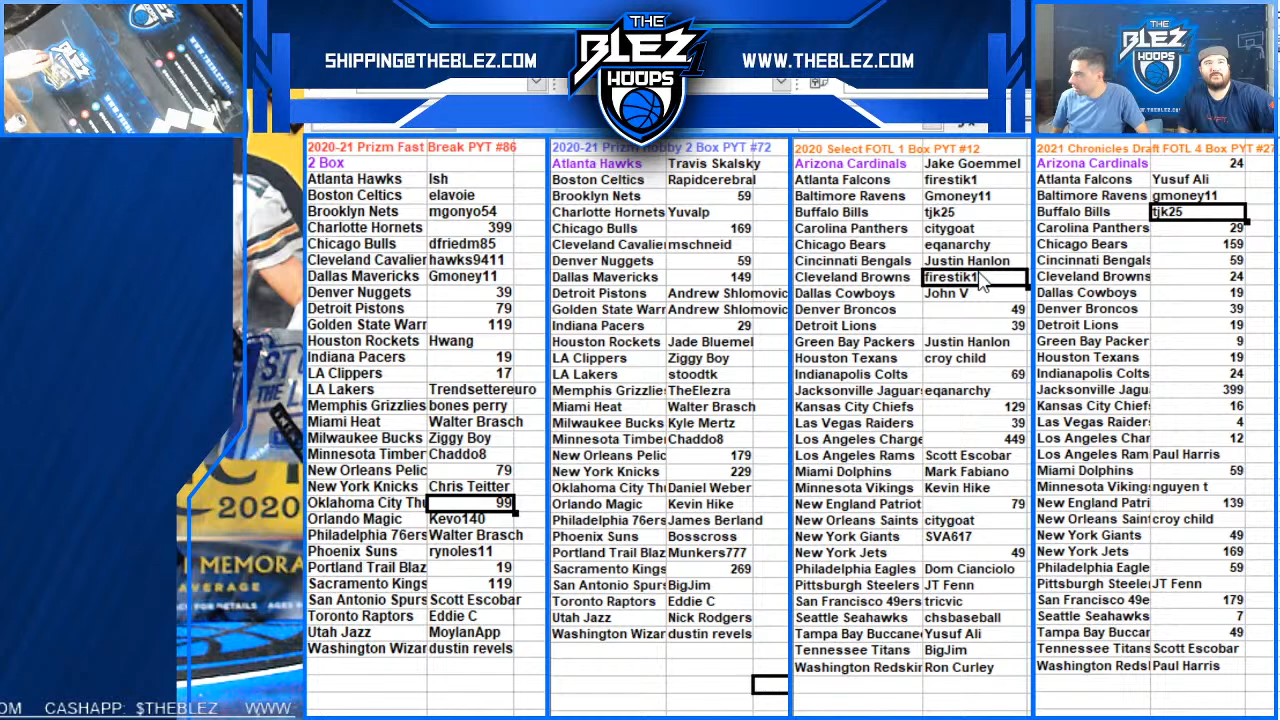 THE
BLEZ
HOOPS
SHIPPING@THEBLEZ.COM
WWW.THEBLEZ.COM
THE
BLEZ
HOOPS
2020-21 Prizm Fast Break PYT #86
2 Box
Atlanta Hawks Ish
Boston Celtics elavoie
Brooklyn Nets mgonyo54
Charlotte Hornets 399
Chicago Bulls dfriedm85
Cleveland Cavalier hawks9411
Dallas Mavericks Gmoney11
Denver Nuggets 39
Detroit Pistons 79
Golden State Warr 119
Houston Rockets Hwang
Indiana Pacers 19
LA Clippers 17
LA Lakers Trendsettereuro
Memphis Grizzlies bones perry
Miami Heat Walter Brasch
Milwaukee Bucks Ziggy Boy
Minnesota Timber Chaddo8
New Orleans Pelic 79
New York Knicks Chris Teitter
Oklahoma City Thu 99
Orlando Magic Kevo140
Philadelphia 76ers Walter Brasch
Phoenix Suns rynoles11
Portland Trail Blaz 19
Sacramento Kings 119
San Antonio Spurs Scott Escobar
Toronto Raptors Eddie C
Utah Jazz MoylanApp
Washington Wizar dustin revels
2020-21 Prizm Hobby 2 Box PYT #72
Atlanta Hawks Travis Skalsky
Boston Celtics Rapidcerebral
Brooklyn Nets 59
Charlotte Hornets Yuvalp
Chicago Bulls 169
Cleveland Cavalie mschneid
Denver Nuggets 59
Dallas Mavericks 149
Detroit Pistons Andrew Shlomovic
Golden State Warr Andrew Shlomovic
Indiana Pacers 29
Houston Rockets Jade Bluemel
LA Clippers Ziggy Boy
LA Lakers stoodtk
Memphis Grizzlie TheElezra
Miami Heat Walter Brasch
Milwaukee Bucks Kyle Mertz
Minnesota Timber Chaddo8
New Orleans Pelic 179
New York Knicks 229
Oklahoma City Thu Daniel Weber
Orlando Magic Kevin Hike
Philadelphia 76ers James Berland
Phoenix Suns Bosscross
Portland Trail Blaz Munkers777
Sacramento Kings 269
San Antonio Spurs BigJim
Toronto Raptors Eddie C
Utah Jazz Nick Rodgers
Washington Wizar dustin revels
2020 Select FOTL 1 Box PYT #12
Arizona Cardinals Jake Goemmel
Atlanta Falcons firestik1
Baltimore Ravens Gmoney11
Buffalo Bills tjk25
Carolina Panthers citygoat
Chicago Bears eqanarchy
Cincinnati Bengals Justin Hanlon
Cleveland Browns firestik1
Dallas Cowboys John V
Denver Broncos 49
Detroit Lions 39
Green Bay Packers Justin Hanlon
Houston Texans croy child
Indianapolis Colts 69
Jacksonville Jaguar eqanarchy
Kansas City Chiefs 129
Las Vegas Raiders 39
Los Angeles Charge 449
Los Angeles Rams Scott Escobar
Miami Dolphins Mark Fabiano
Minnesota Vikings Kevin Hike
New England Patriot 79
New Orleans Saints citygoat
New York Giants SVA617
New York Jets 49
Philadelphia Eagles Dom Cianciolo
Pittsburgh Steelers JT Fenn
San Francisco 49ers tricvic
Seattle Seahawks chsbaseball
Tampa Bay Buccanee Yusuf Ali
Tennessee Titans BigJim
Washington Redskin Ron Curley
2021 Chronicles Draft FOTL 4 Box PYT #27
Arizona Cardinals 24
Atlanta Falcons Yusuf Ali
Baltimore Ravens gmoney11
Buffalo Bills tjk25
Carolina Panthers 29
Chicago Bears 159
Cincinnati Bengals 59
Cleveland Browns 24
Dallas Cowboys 19
Denver Broncos 39
Detroit Lions 19
Green Bay Packer 9
Houston Texans 19
Indianapolis Colts 24
Jacksonville Jagu 399
Kansas City Chiefs 16
Las Vegas Raiders 4
Los Angeles Char 12
Los Angeles Ram Paul Harris
Miami Dolphins 59
Minnesota Vikings nguyen t
New England Patri 139
New Orleans Saint croy child
New York Giants 49
New York Jets 169
Philadelphia Eagle 59
Pittsburgh Steeler JT Fenn
San Francisco 49e 179
Seattle Seahawks 7
Tampa Bay Buccar 49
Tennessee Titans Scott Escobar
Washington Redsl Paul Harris
2020
MEMORA
AVERAGE
OM CASHAPP: $THEBLEZ WWW